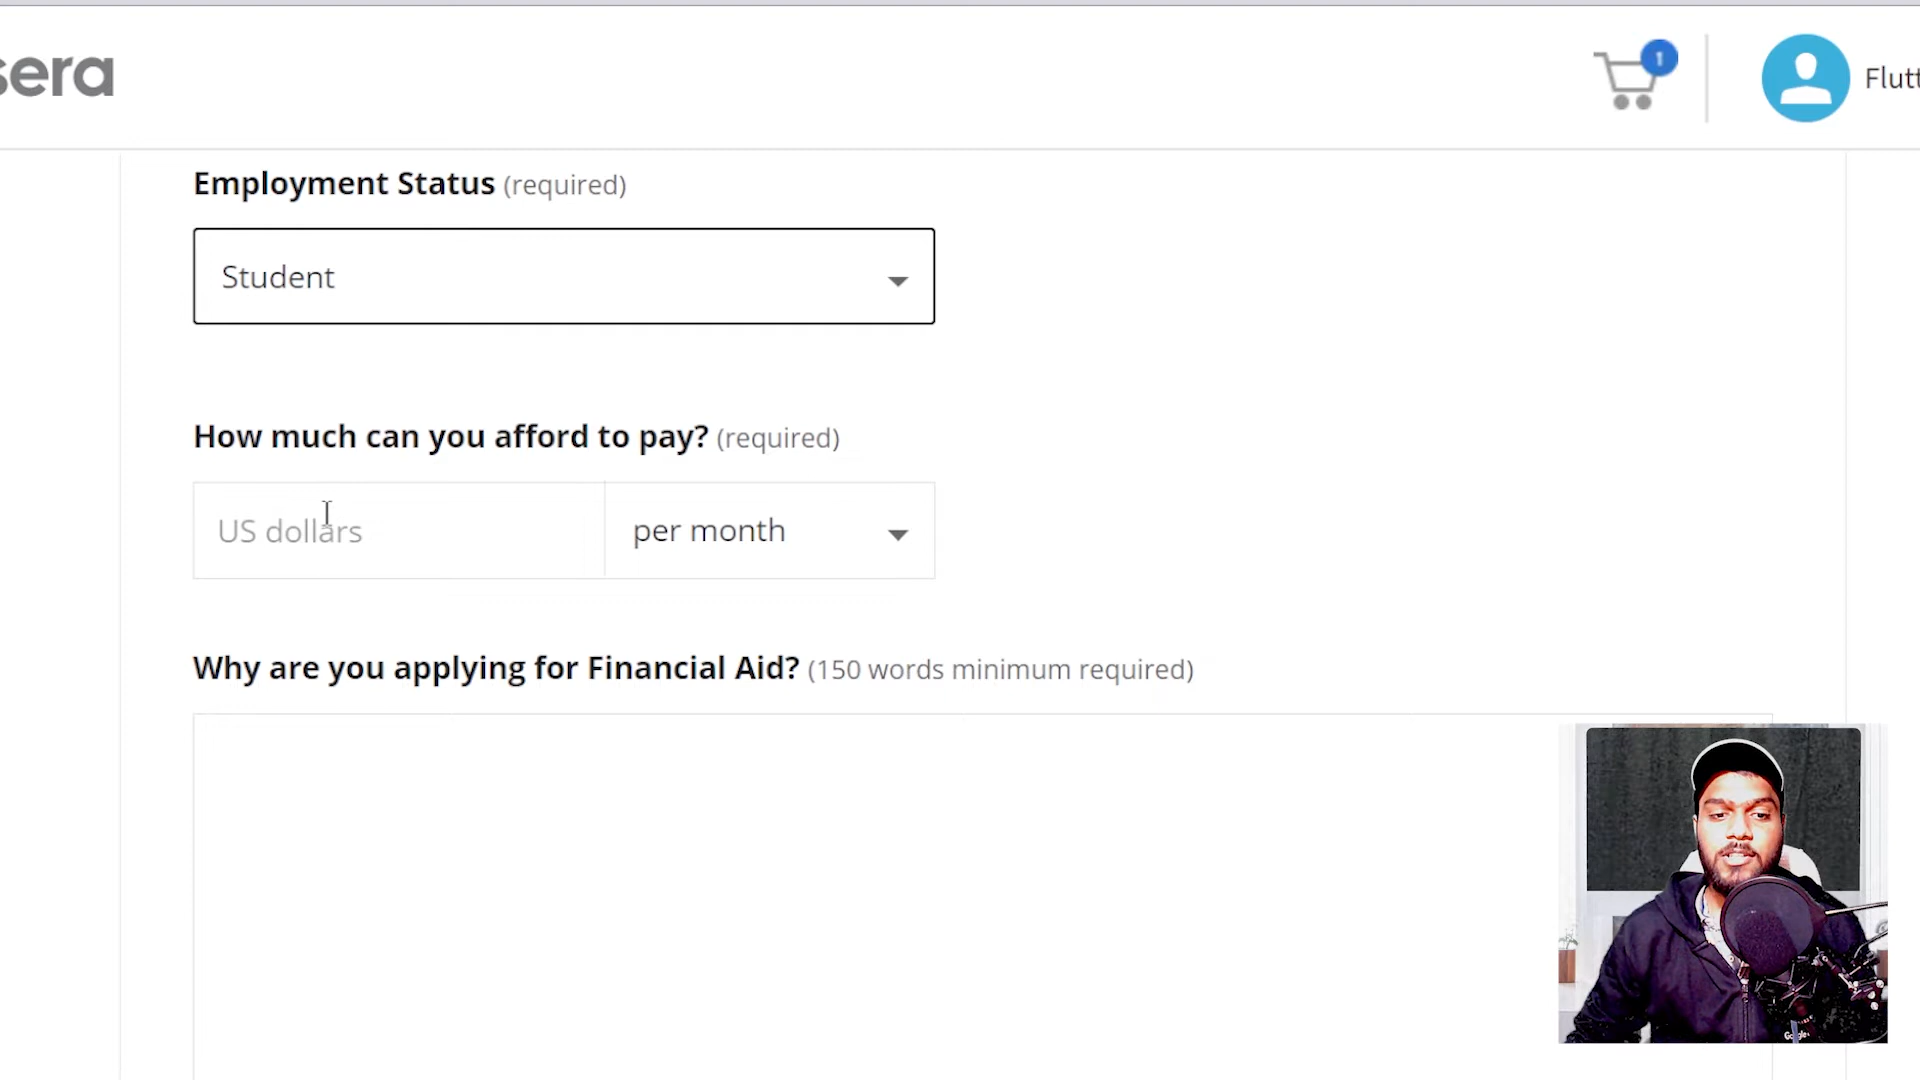 sera
1
Flutt
Employment Status (required)
Student
How much can you afford to pay? (required)
US dollars
per month
Why are you applying for Financial Aid? (150 words minimum required)
Google